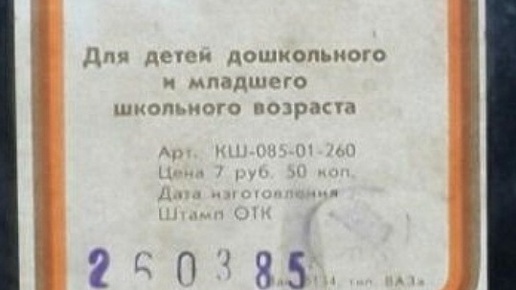 Для детей дошкольного
и младшего
школьного возраста
Арт. КШ-085-01-260
Цена 7 руб. 50 коп.
Дата изготовления
Штамп ОТК
260385
тип. ВАЗа